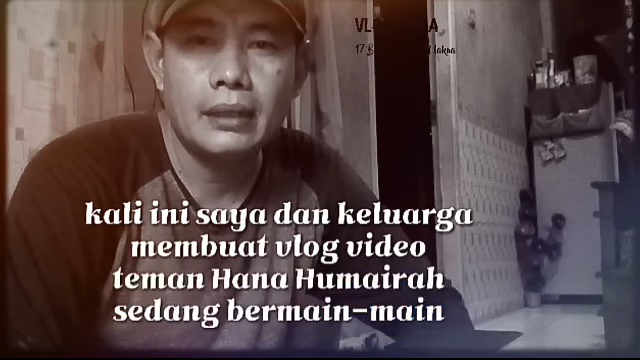 kali ini saya dan keluarga
membuat vlog video
teman Hana Humairah
sedang bermain-main